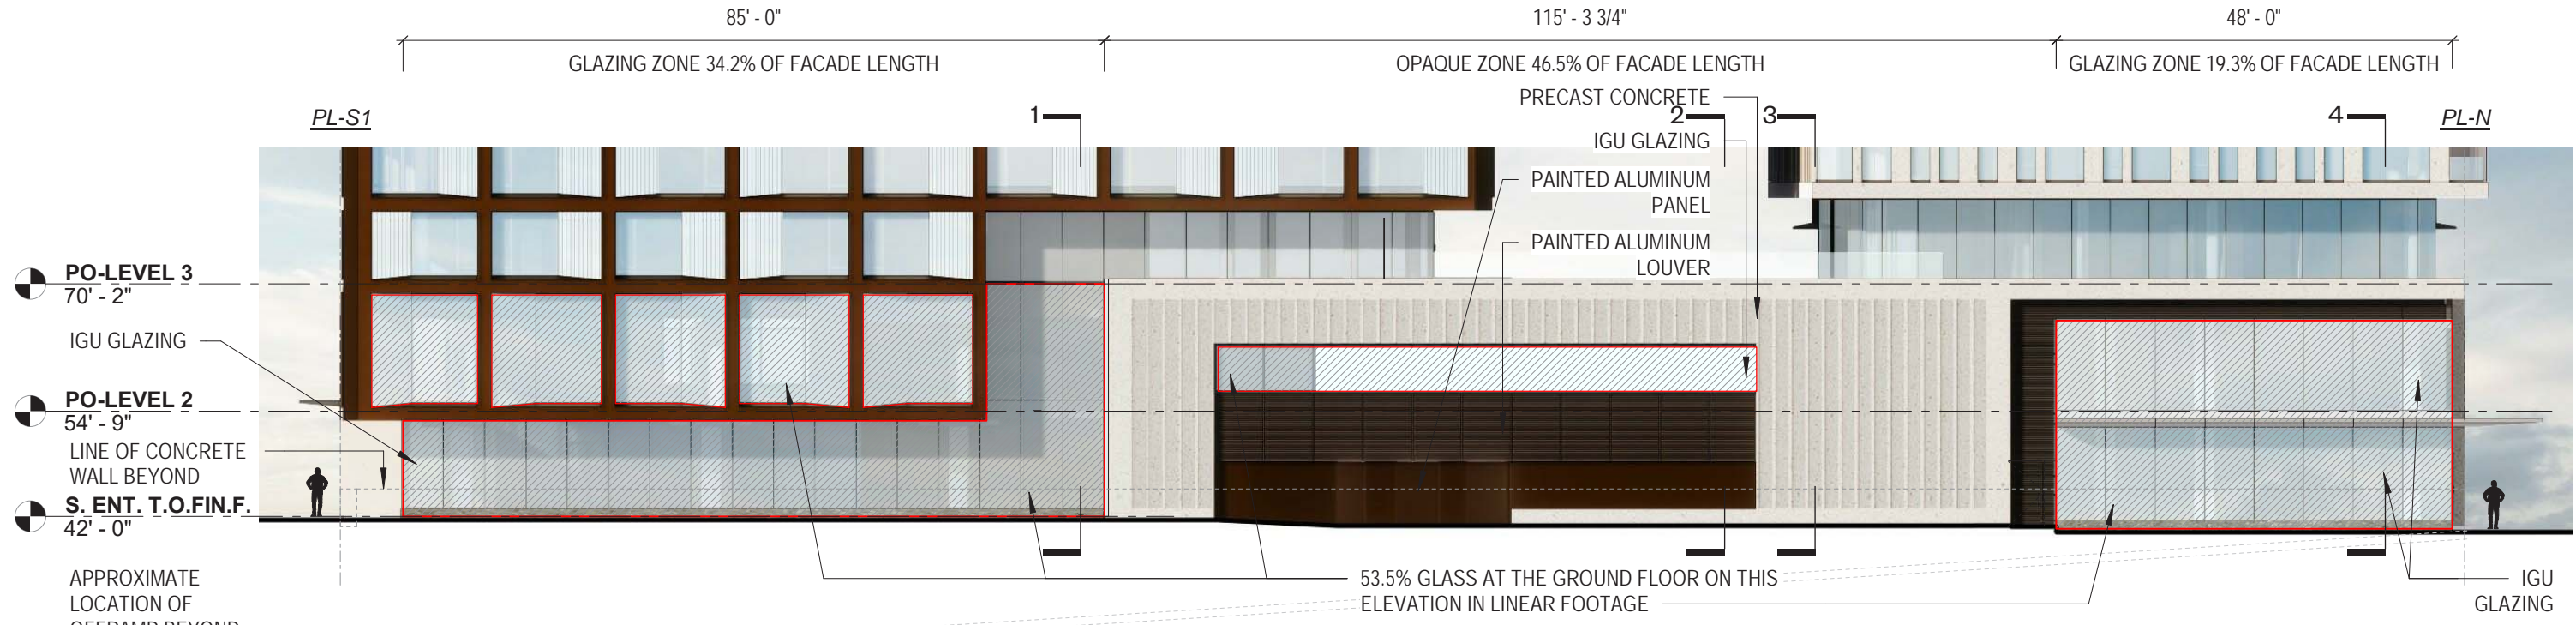 85' - 0"
115' - 3 3/4"
48' - 0"
GLAZING ZONE 34.2% OF FACADE LENGTH
OPAQUE ZONE 46.5% OF FACADE LENGTH
GLAZING ZONE 19.3% OF FACADE LENGTH
PRECAST CONCRETE
PL-S1
1
2
3
4
PL-N
IGU GLAZING
PAINTED ALUMINUM
PANEL
PAINTED ALUMINUM
LOUVER
PO-LEVEL 3
70' - 2"
IGU GLAZING
PO-LEVEL 2
54' - 9"
LINE OF CONCRETE
WALL BEYOND
S. ENT. T.O.FIN.F.
42' - 0"
APPROXIMATE
LOCATION OF
OFFRAMP BEYOND
53.5% GLASS AT THE GROUND FLOOR ON THIS
ELEVATION IN LINEAR FOOTAGE
IGU
GLAZING